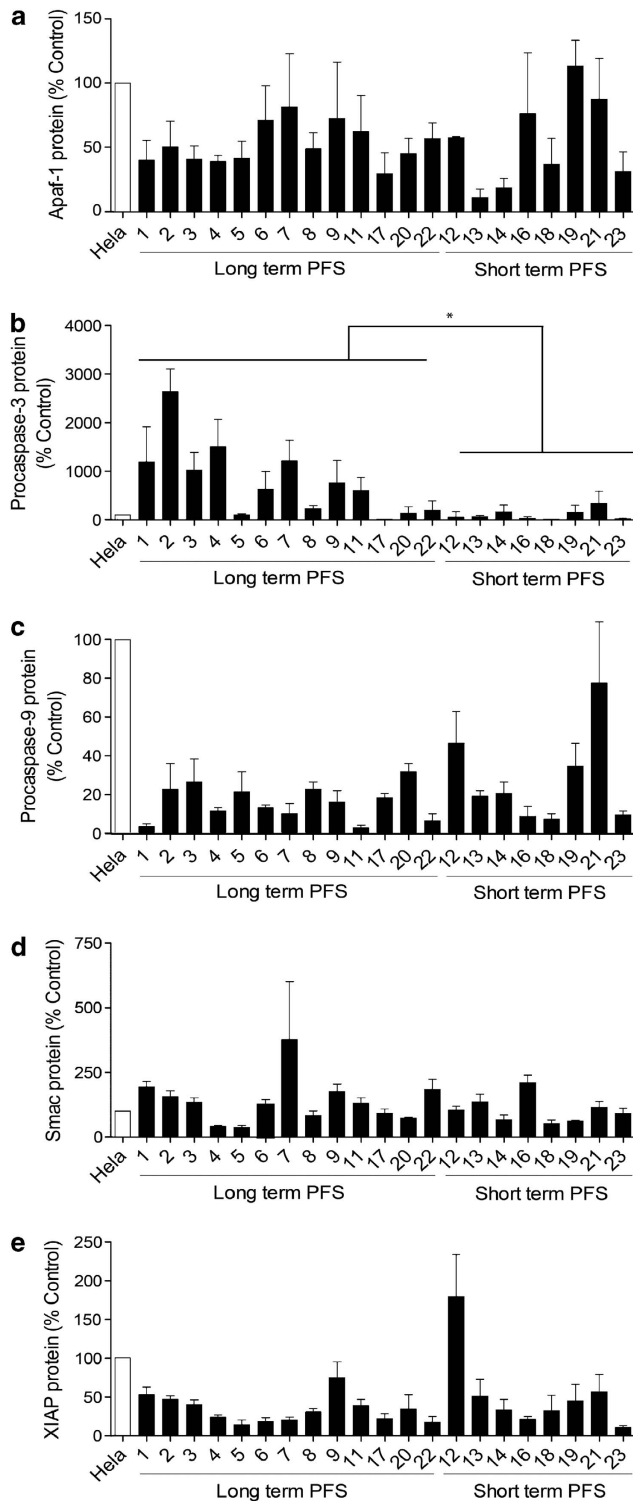 a
Apaf-1 protein (% Control)
150
100
50
0
Hela 1 2 3 4 5 6 7 8 9 11 17 20 22 12 13 14 16 18 19 21 23
Long term PFS Short term PFS
b
Procaspase-3 protein
(% Control)
4000
3000
2000
1000
0
*
Hela 1 2 3 4 5 6 7 8 9 11 17 20 22 12 13 14 16 18 19 21 23
Long term PFS Short term PFS
c
Procaspase-9 protein
(% Control)
100
80
60
40
20
0
Hela 1 2 3 4 5 6 7 8 9 11 17 20 22 12 13 14 16 18 19 21 23
Long term PFS Short term PFS
d
Smac protein (% Control)
750
500
250
0
Hela 1 2 3 4 5 6 7 8 9 11 17 20 22 12 13 14 16 18 19 21 23
Long term PFS Short term PFS
e
XIAP protein (% Control)
250
200
150
100
50
0
Hela 1 2 3 4 5 6 7 8 9 11 17 20 22 12 13 14 16 18 19 21 23
Long term PFS Short term PFS